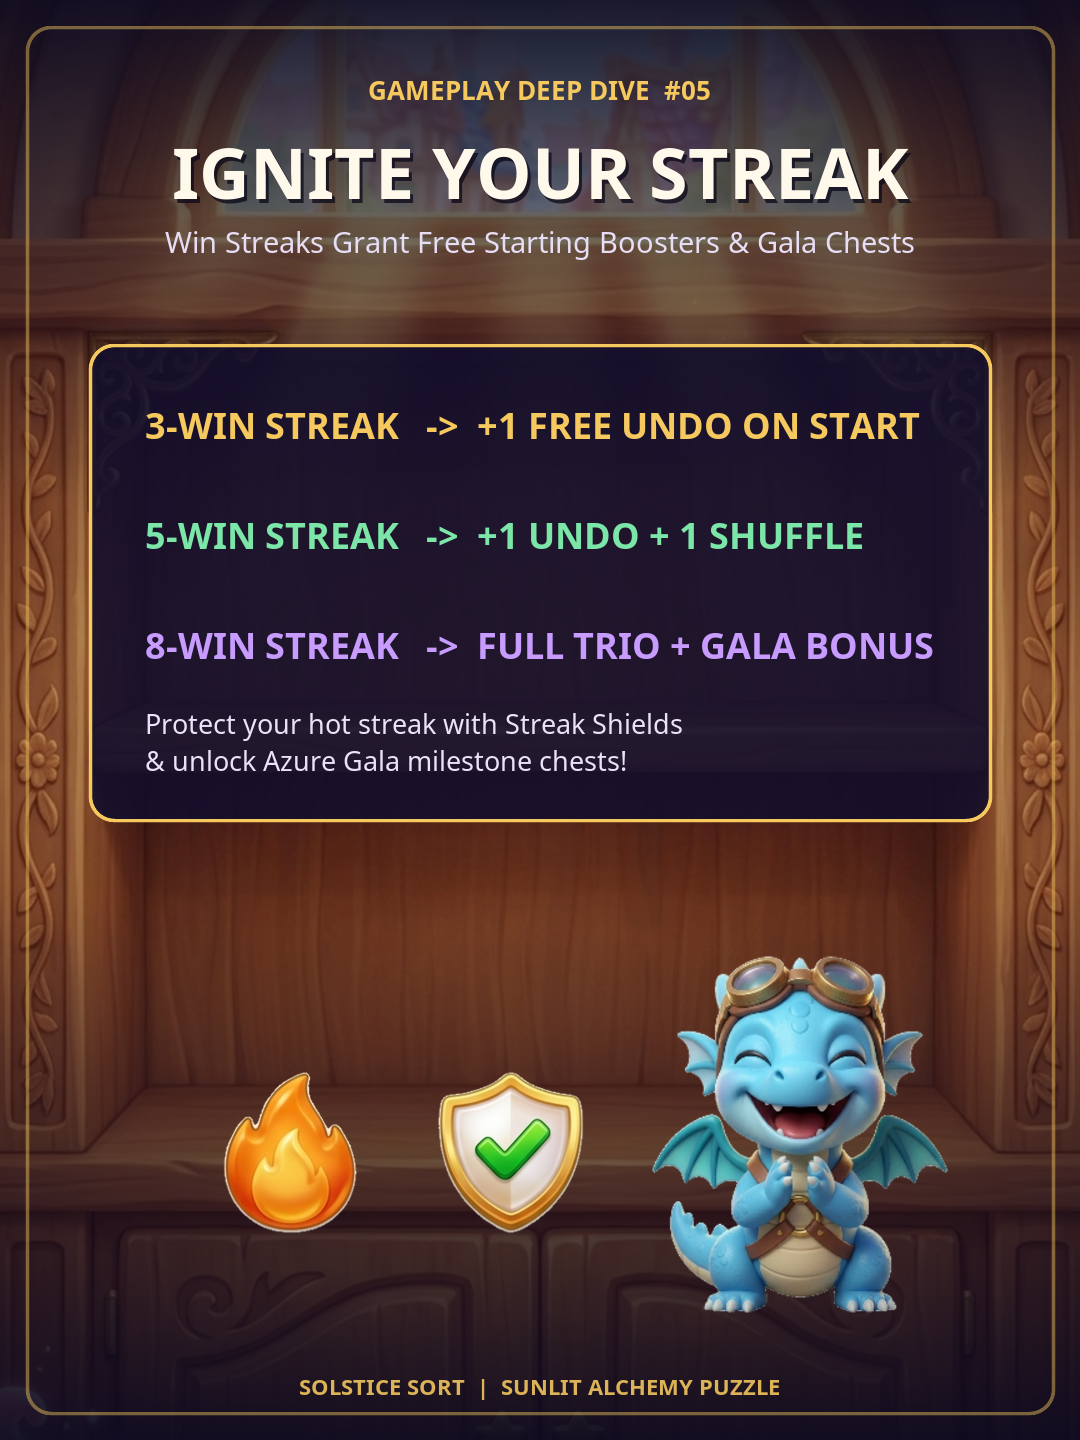 GAMEPLAY DEEP DIVE #05
IGNITE YOUR STREAK
Win Streaks Grant Free Starting Boosters & Gala Chests
3-WIN STREAK -> +1 FREE UNDO ON START
5-WIN STREAK -> +1 UNDO + 1 SHUFFLE
8-WIN STREAK -> FULL TRIO + GALA BONUS
Protect your hot streak with Streak Shields
& unlock Azure Gala milestone chests!
SOLSTICE SORT | SUNLIT ALCHEMY PUZZLE